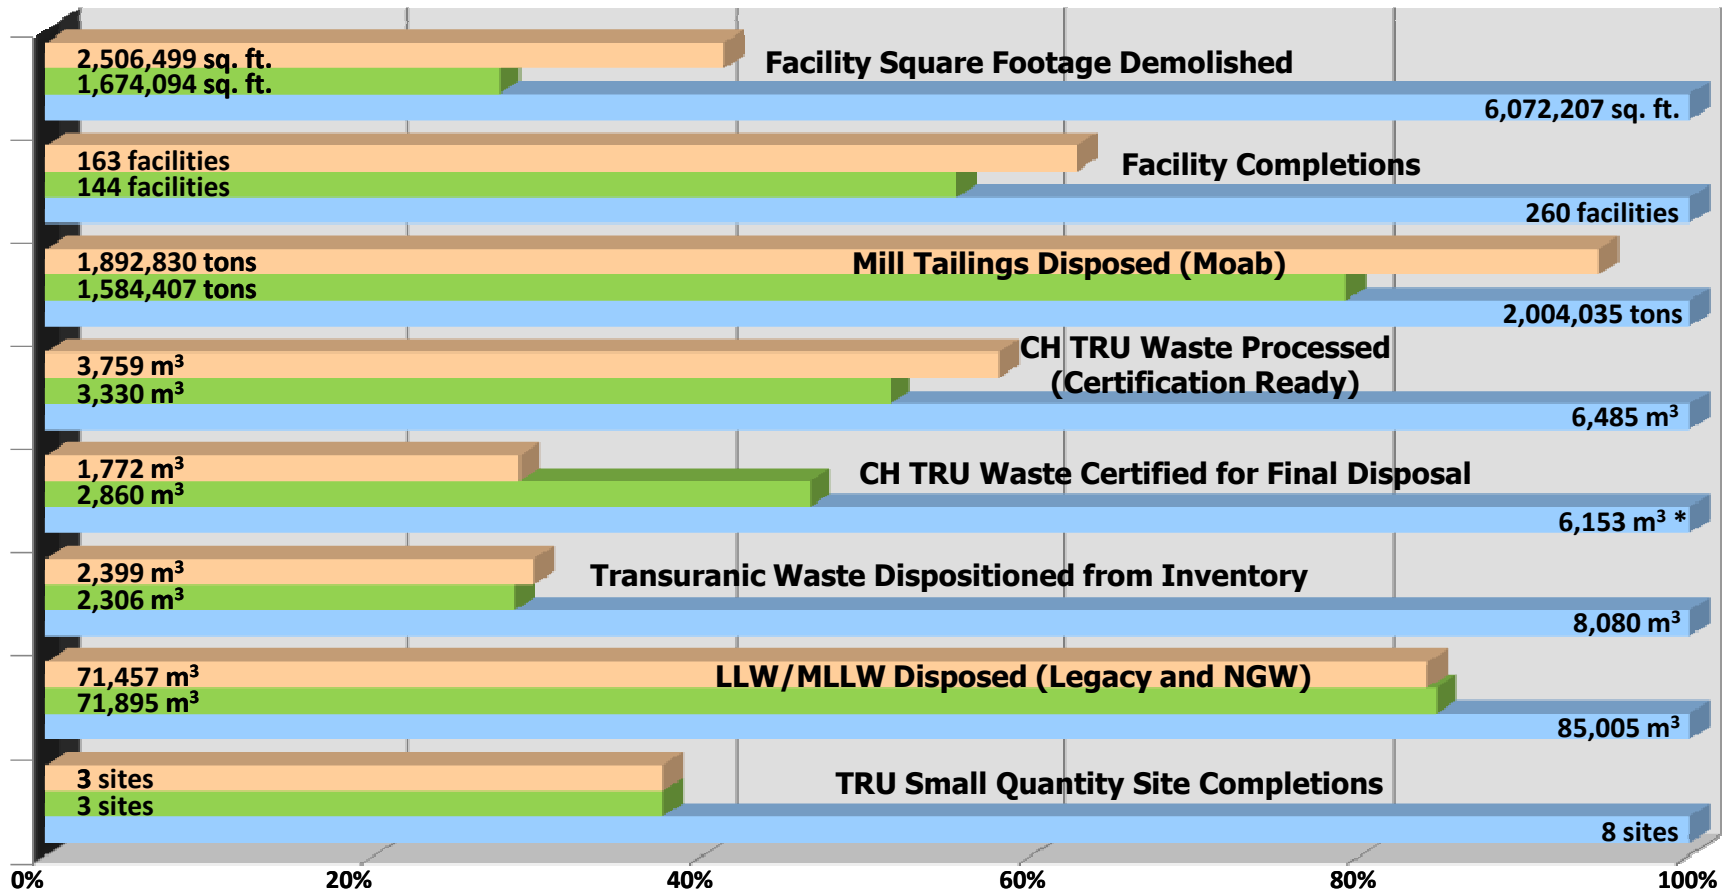 2,506,499 sq. ft.
Facility Square Footage Demolished
1,674,094 sq. ft.
6,072,207 sq. ft.
163 facilities
Facility Completions
144 facilities
260 facilities
1,892,830 tons
Mill Tailings Disposed (Moab)
1,584,407 tons
2,004,035 tons
CH TRU Waste Processed
(Certification Ready)
3,759 m³
3,330 m³
6,485 m³
1,772 m³
CH TRU Waste Certified for Final Disposal
2,860 m³
6,153 m³ *
2,399 m³
Transuranic Waste Dispositioned from Inventory
2,306 m³
8,080 m³
71,457 m³
LLW/MLLW Disposed (Legacy and NGW)
71,895 m³
85,005 m³
3 sites
TRU Small Quantity Site Completions
3 sites
8 sites
0% 20% 40% 60% 80% 100%